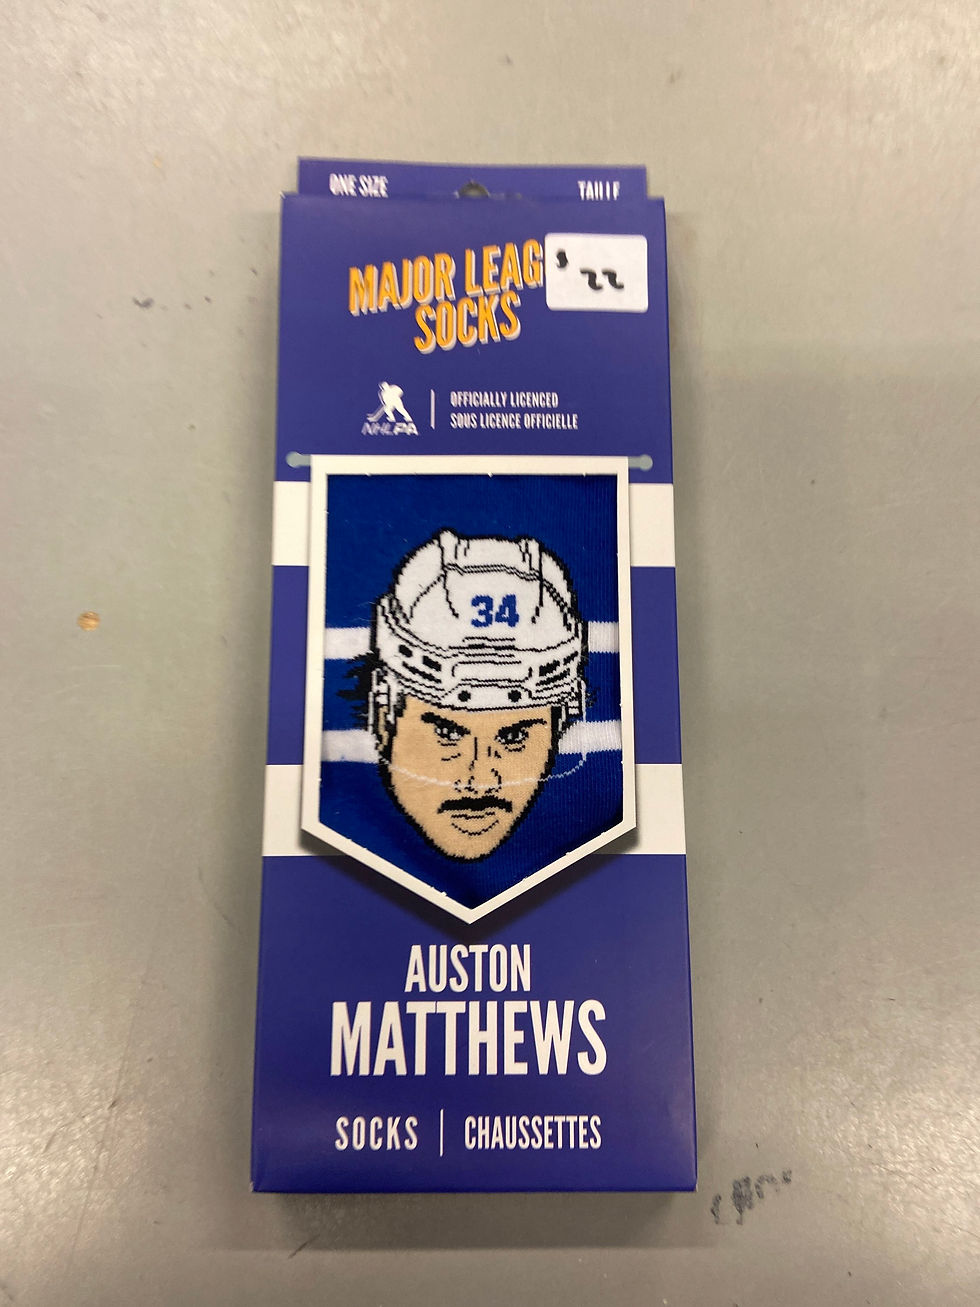 ONE SIZE
TAILLE
MAJOR LEAG
SOCKS
$22
NHLPA
OFFICIALLY LICENCED
SOUS LICENCE OFFICIELLE
34
AUSTON
MATTHEWS
SOCKS | CHAUSSETTES